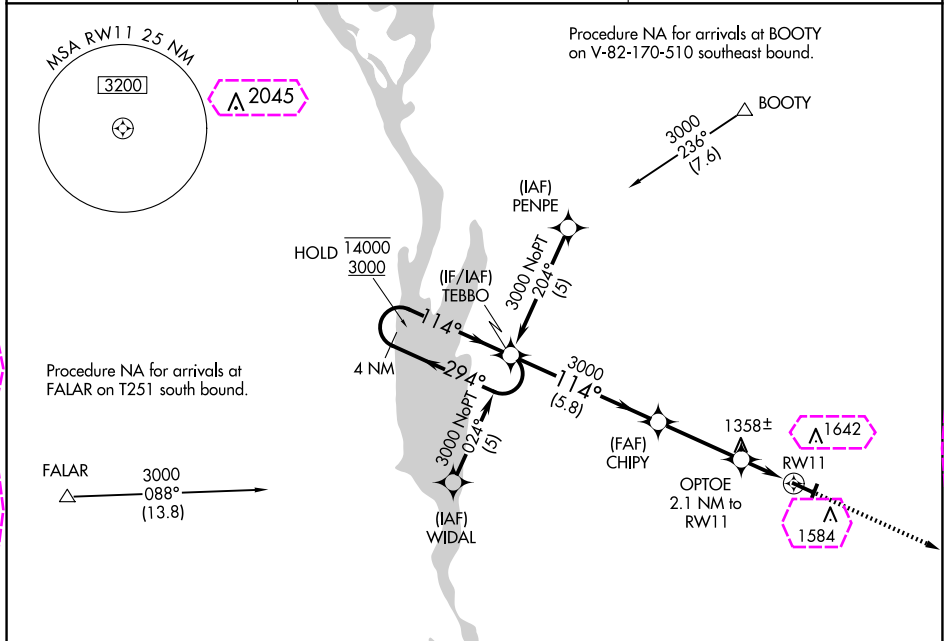 MSA RW11 25 NM
3200
2045
Procedure NA for arrivals at BOOTY
on V-82-170-510 southeast bound.
BOOTY
3000
236°
(7.6)
(IAF)
PENPE
3000 NoPT
204°
(5)
HOLD
14000
3000
(IF/IAF)
TEBBO
114°
4 NM
294°
3000
114°
(5.8)
Procedure NA for arrivals at
FALAR on T251 south bound.
3000 NoPT
024°
(5)
(IAF)
WIDAL
FALAR
3000
088°
(13.8)
(FAF)
CHIPY
1358±
1642
RW11
OPTOE
2.1 NM to
RW11
1584